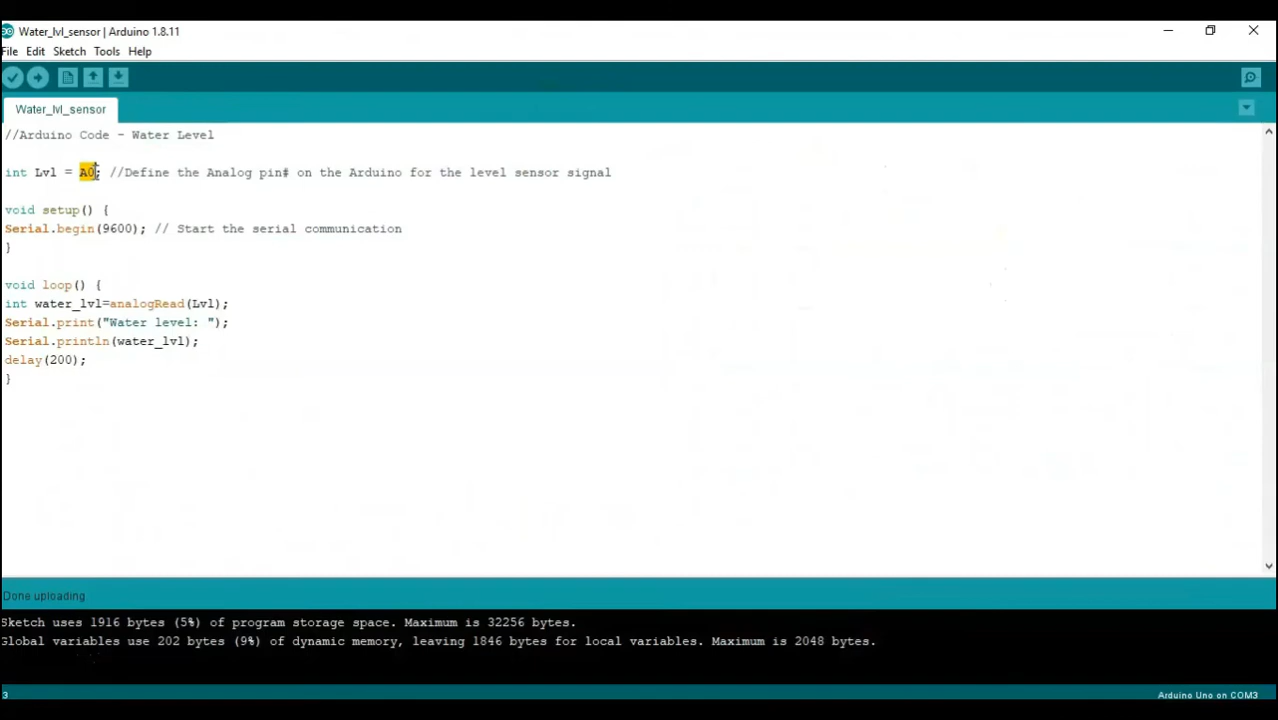 Water_lvl_sensor | Arduino 1.8.11
File Edit Sketch Tools Help
Water_lvl_sensor
//Arduino Code - Water Level
int Lvl = A0; //Define the Analog pin# on the Arduino for the level sensor signal
void setup() {
Serial.begin(9600); // Start the serial communication
}
void loop() {
int water_lvl=analogRead(Lvl);
Serial.print("Water level: ");
Serial.println(water_lvl);
delay(200);
}
Done uploading
Sketch uses 1916 bytes (5%) of program storage space. Maximum is 32256 bytes.
Global variables use 202 bytes (9%) of dynamic memory, leaving 1846 bytes for local variables. Maximum is 2048 bytes.
3 Arduino Uno on COM3